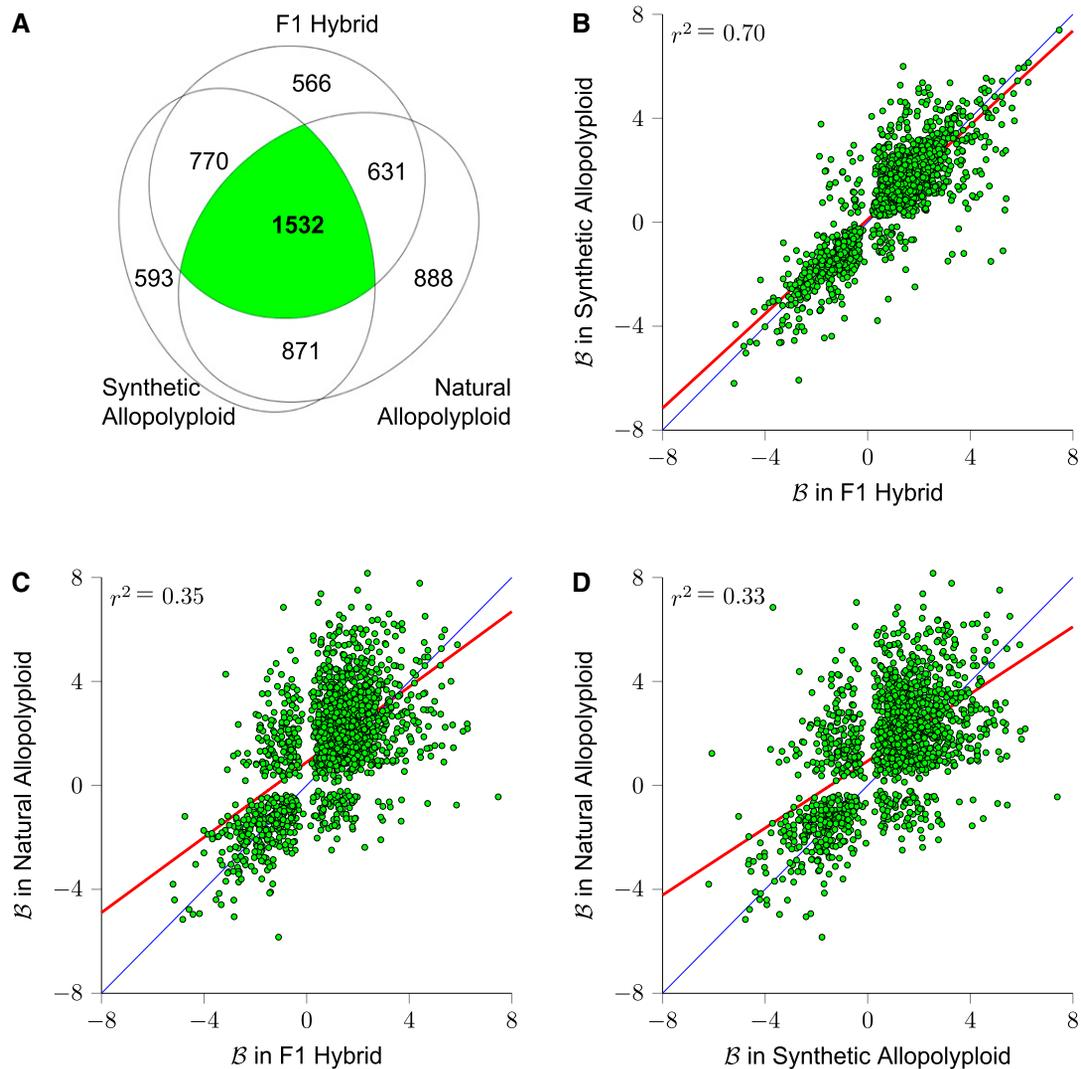 A
F1 Hybrid
566
770
631
1532
593
888
871
Synthetic
Allopolyploid
Natural
Allopolyploid
B
r² = 0.70
8
4
0
−4
−8
−8
−4
0
4
8
ℬ in Synthetic Allopolyploid
ℬ in F1 Hybrid
C
r² = 0.35
8
4
0
−4
−8
−8
−4
0
4
8
ℬ in Natural Allopolyploid
ℬ in F1 Hybrid
D
r² = 0.33
8
4
0
−4
−8
−8
−4
0
4
8
ℬ in Natural Allopolyploid
ℬ in Synthetic Allopolyploid